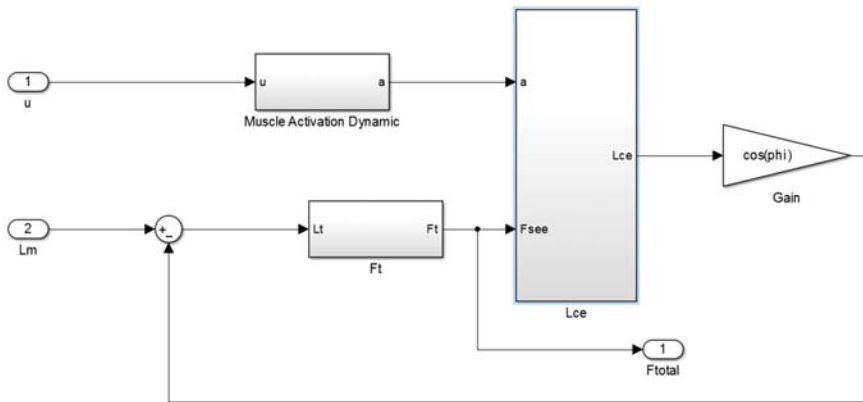 1
u
u
a
Muscle Activation Dynamic
a
Lce
Fsee
Lce
cos(phi)
Gain
2
Lm
+
_
Lt
Ft
Ft
1
Ftotal